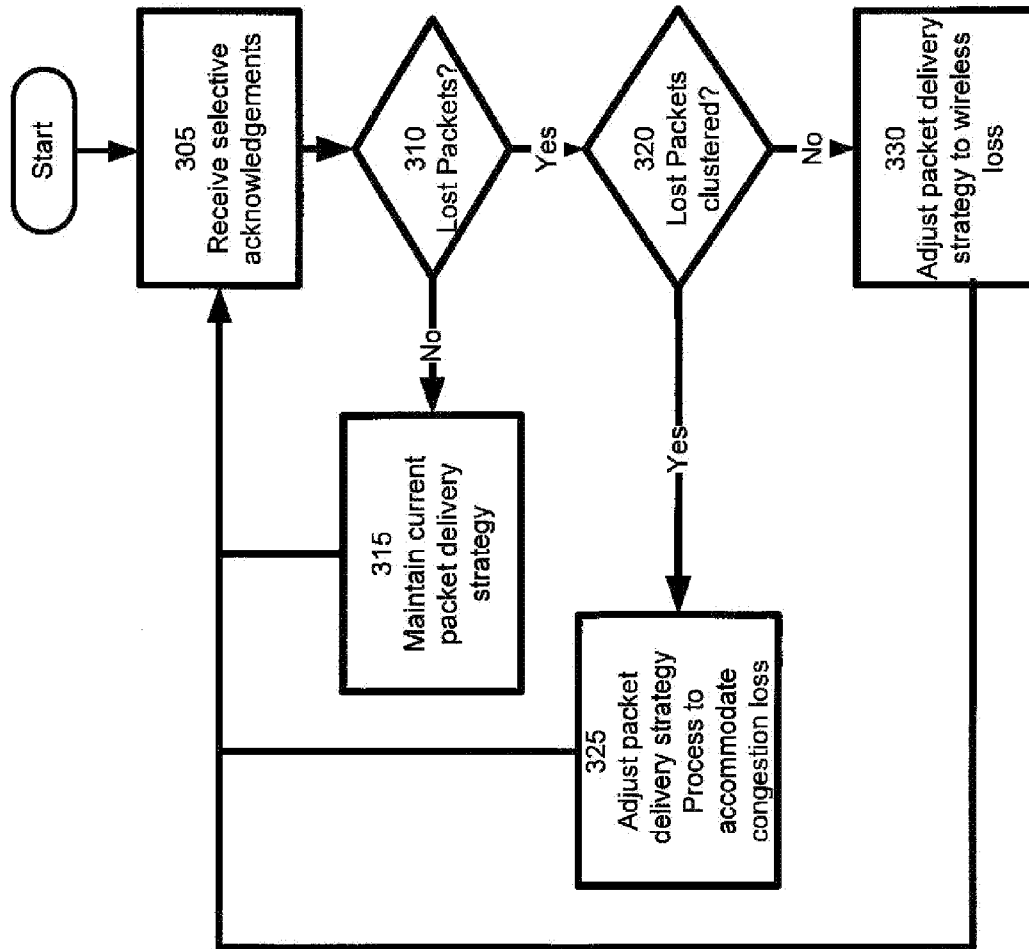 Start
305
Receive selective
acknowledgements
310
Lost Packets?
No
315
Maintain current
packet delivery
strategy
Yes
320
Lost Packets
clustered?
Yes
325
Adjust packet
delivery strategy
Process to
accommodate
congestion loss
No
330
Adjust packet delivery
strategy to wireless
loss